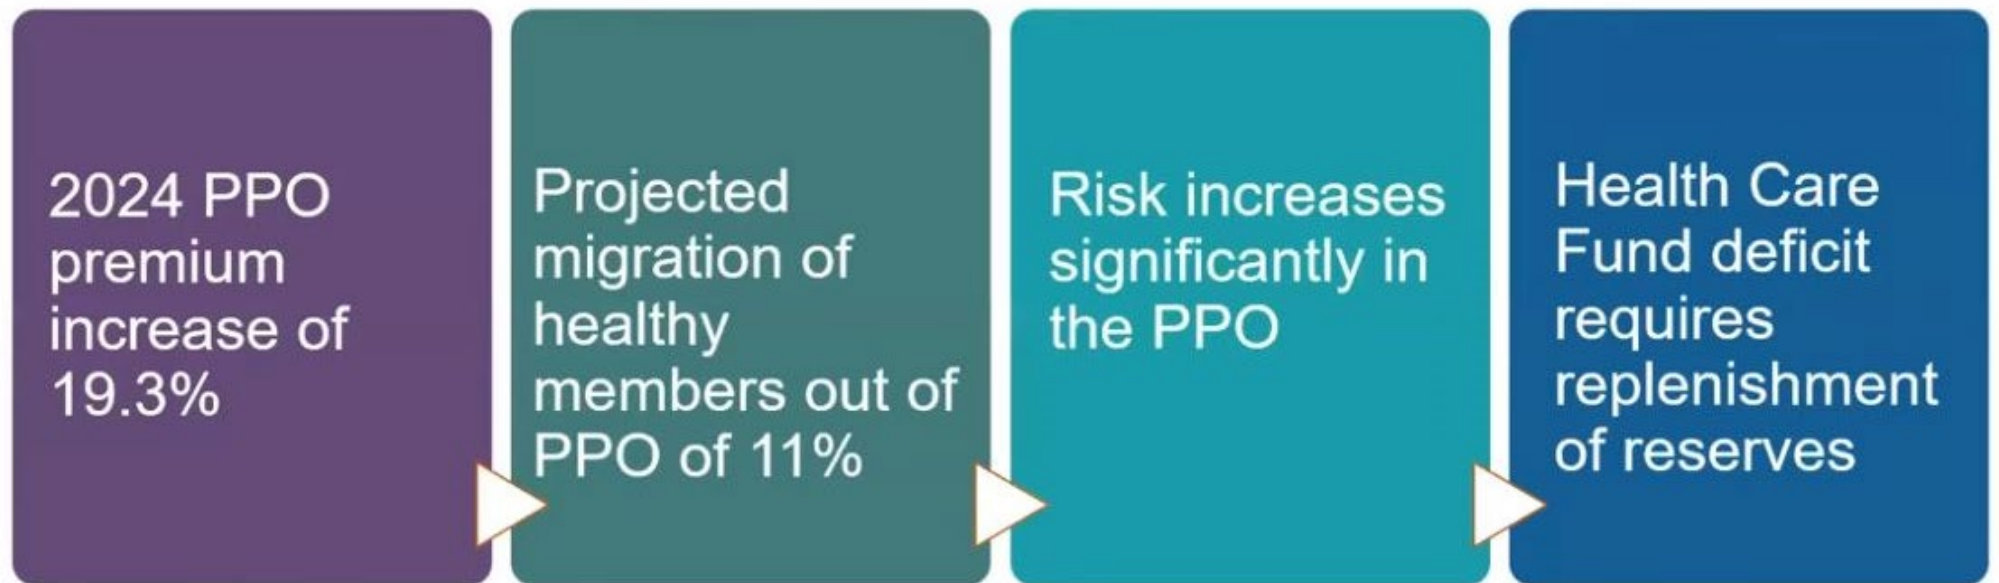 2024 PPO
premium
increase of
19.3%
Projected
migration of
healthy
members out of
PPO of 11%
Risk increases
significantly in
the PPO
Health Care
Fund deficit
requires
replenishment
of reserves